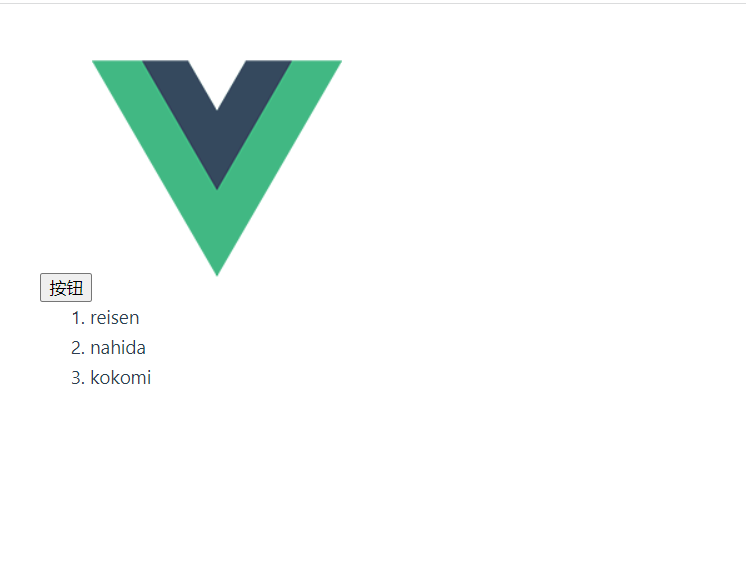 按钮
1. reisen
2. nahida
3. kokomi